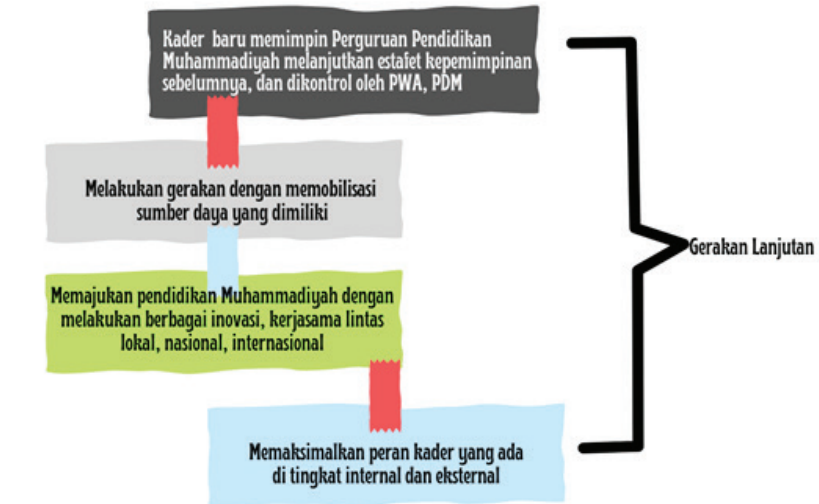 Kader baru memimpin Perguruan Pendidikan
Muhammadiyah melanjutkan estafet kepemimpinan
sebelumnya, dan dikontrol oleh PWA, PDM
Melakukan gerakan dengan memobilisasi
sumber daya yang dimiliki
Memajukan pendidikan Muhammadiyah dengan
melakukan berbagai inovasi, kerjasama lintas
lokal, nasional, internasional
Memaksimalkan peran kader yang ada
di tingkat internal dan eksternal
Gerakan Lanjutan